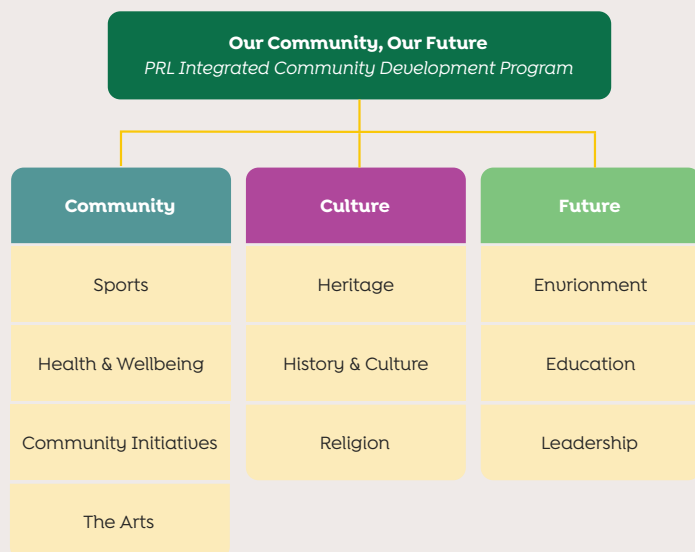 Our Community, Our Future
PRL Integrated Community Development Program
Community
Sports
Health & Wellbeing
Community Initiatives
The Arts
Culture
Heritage
History & Culture
Religion
Future
Envrionment
Education
Leadership